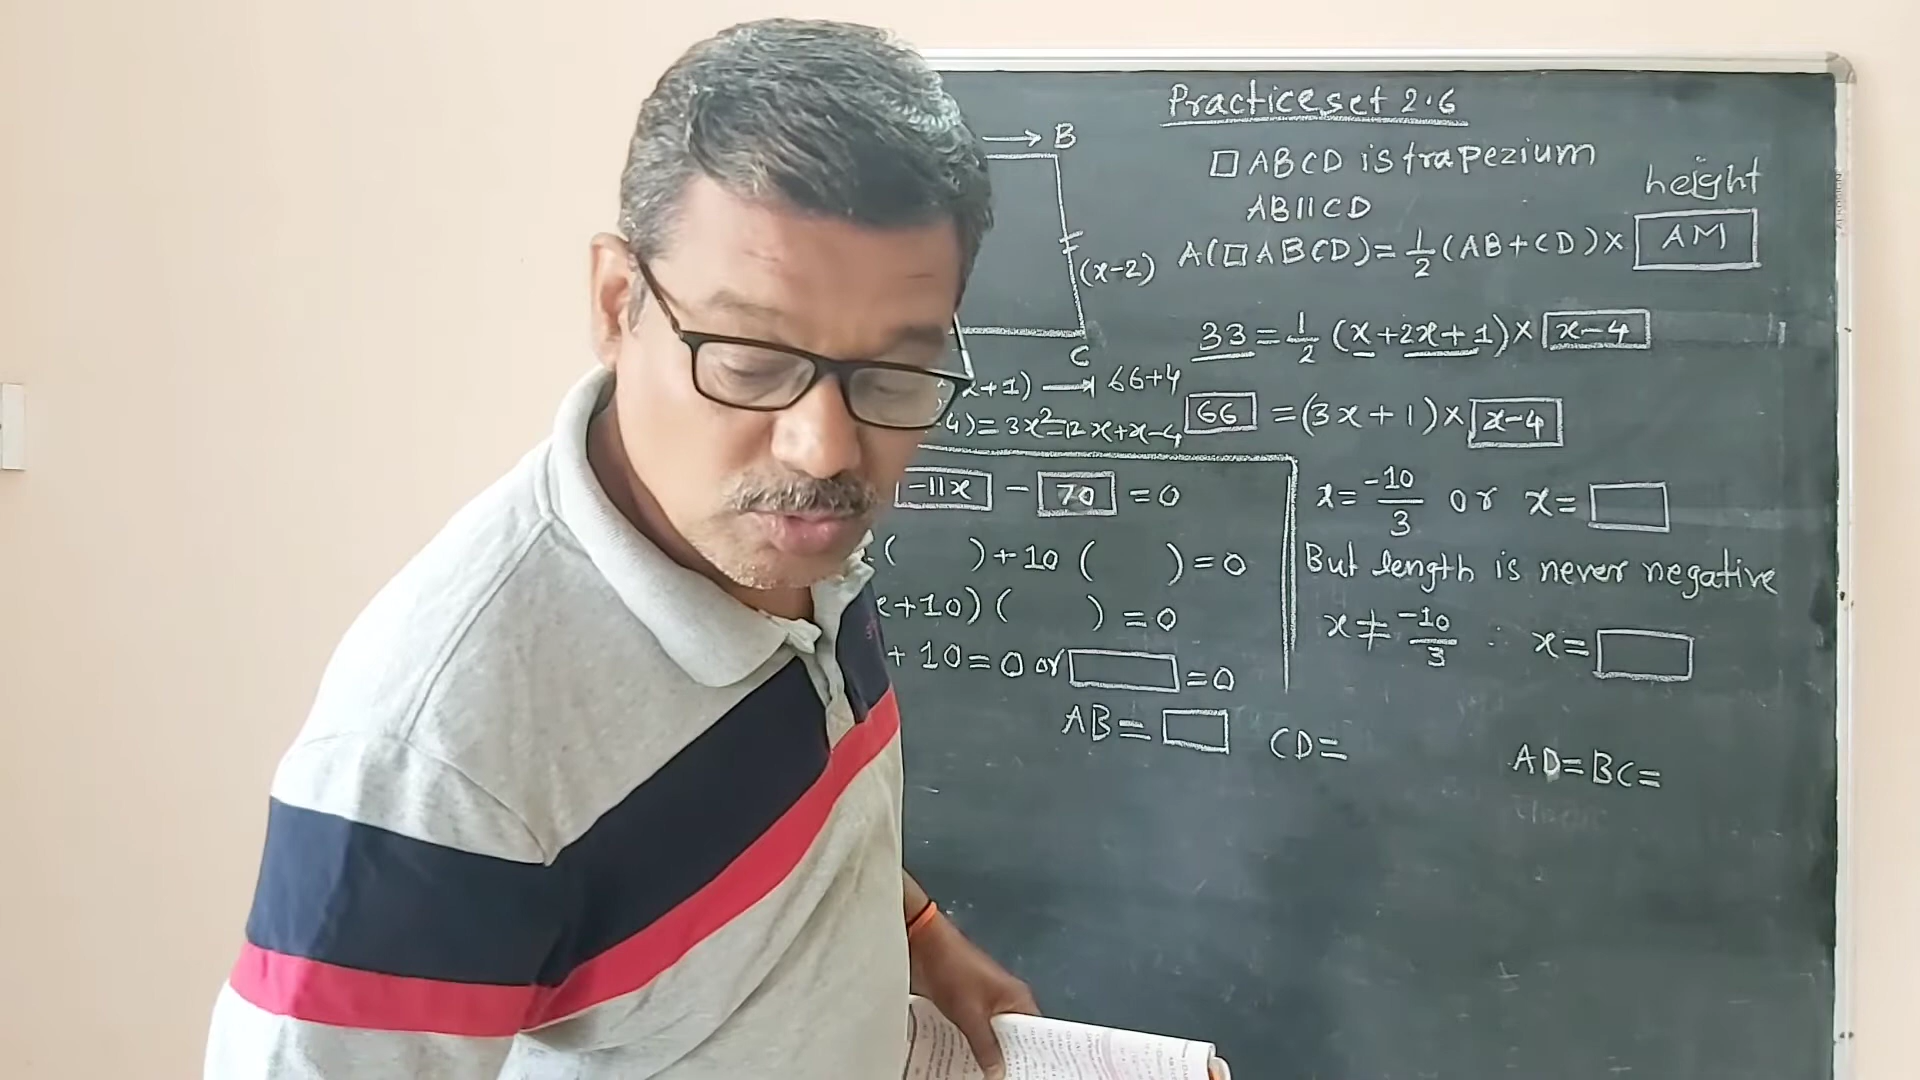 Practice set 2.6
B
□ ABCD is trapezium
height
AB || CD
A(□ABCD)= 1/2 (AB+CD)× AM
(x-2)
33 = 1/2 (x+2x+1)× x-4
C
x+1) → 66+4
66 =(3x+1)× x-4
-4)= 3x²-12x+x-4
-11x - 70 = 0
x= -10/3 or x= □
( ) +10 ( ) = 0
But length is never negative
x+10) ( ) = 0
x ≠ -10/3 ∴ x= □
+ 10 = 0 or □ = 0
AB= □ CD= AD=BC=